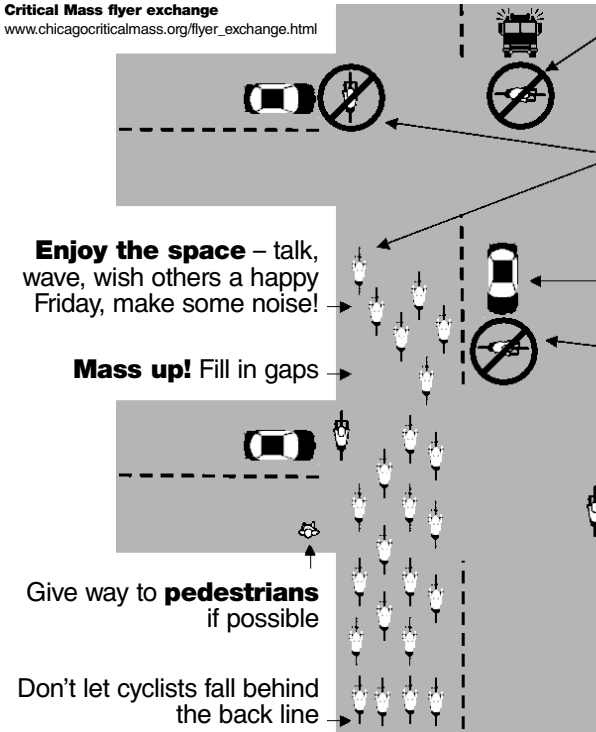 Critical Mass flyer exchange
www.chicagocriticalmass.org/flyer_exchange.html
Enjoy the space – talk,
wave, wish others a happy
Friday, make some noise!
Mass up! Fill in gaps
Give way to pedestrians
if possible
Don't let cyclists fall behind
the back line